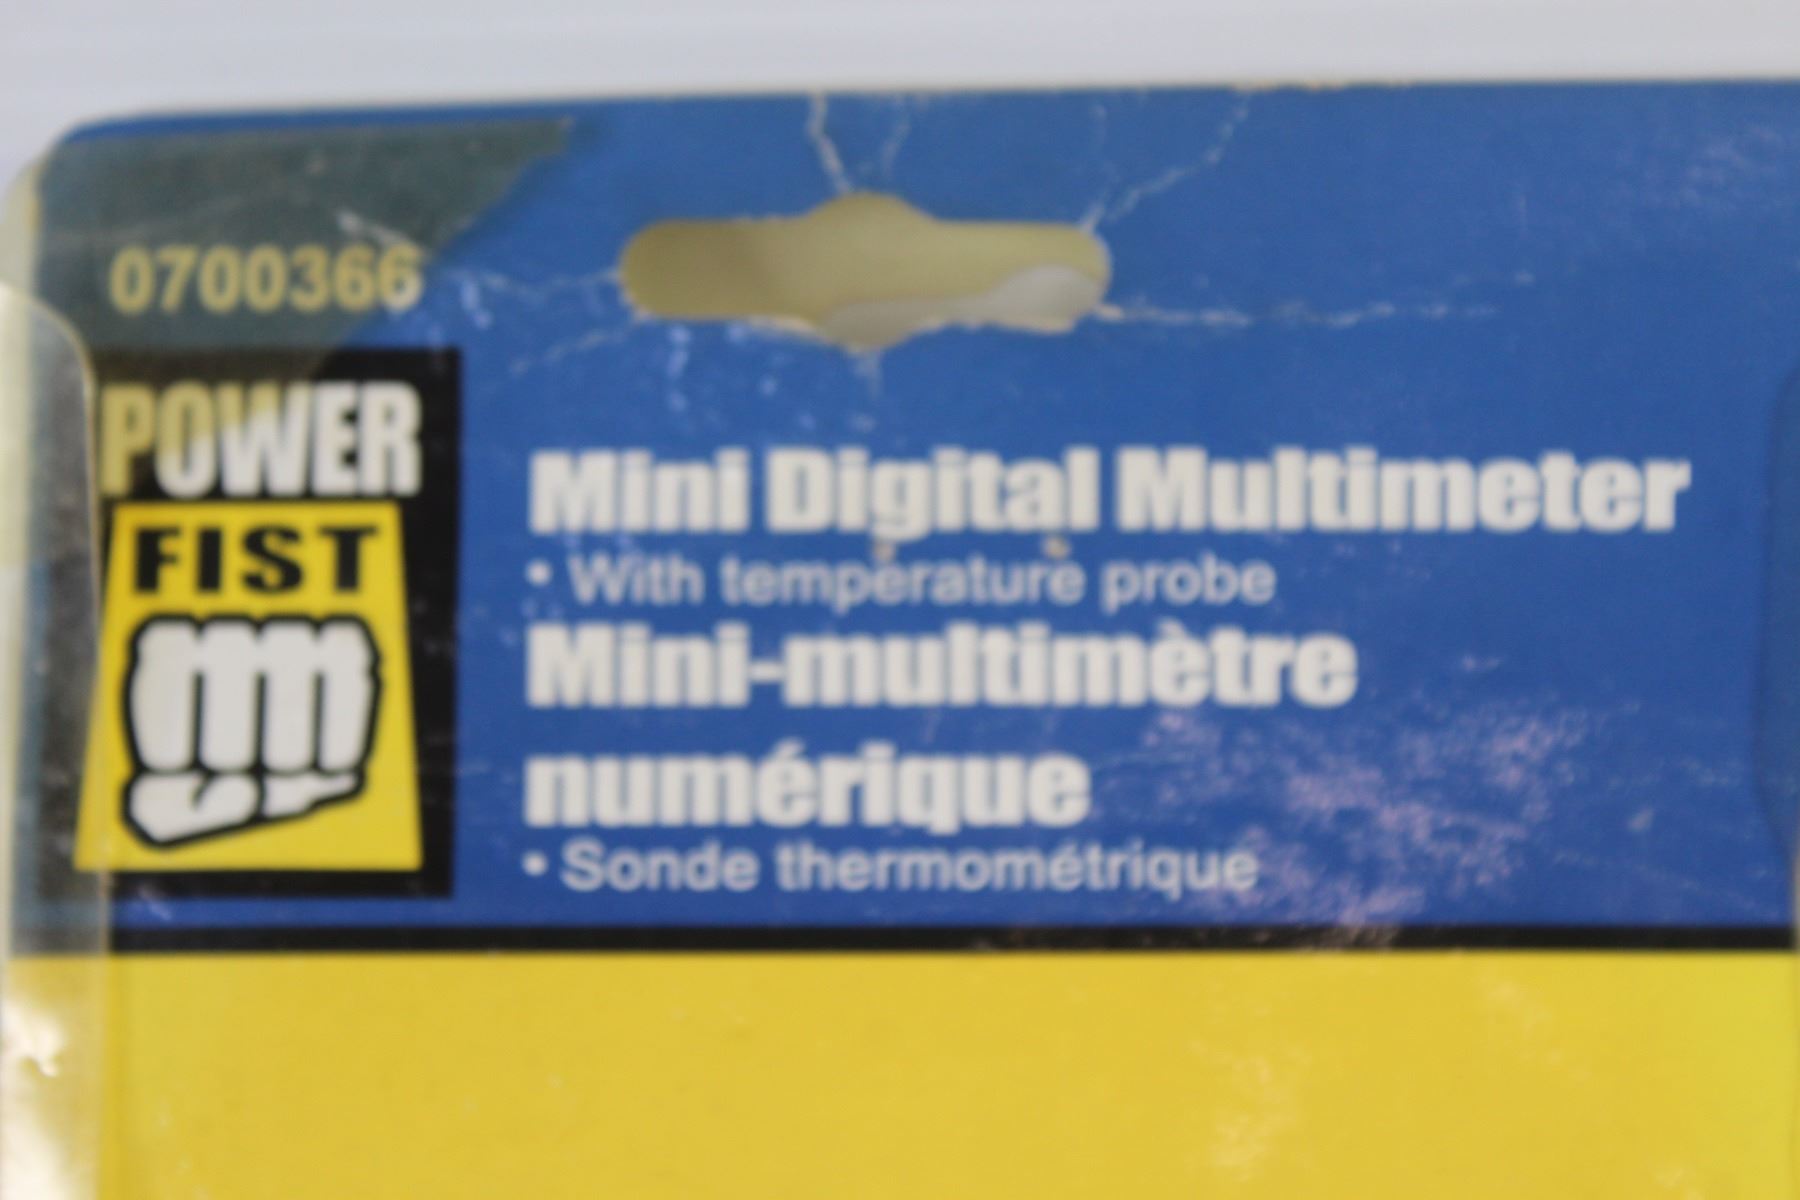 0700366
POWER
FIST
Mini Digital Multimeter
• With temperature probe
Mini-multimètre
numérique
• Sonde thermométrique